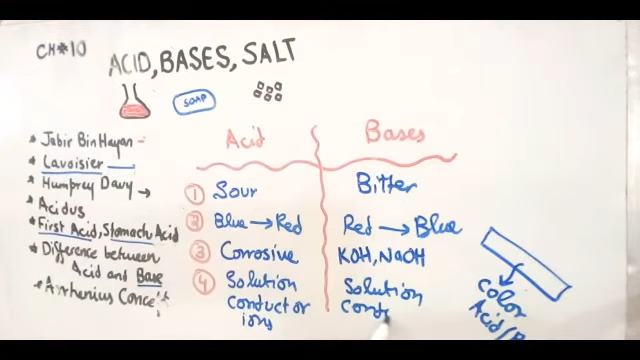 CH#10
ACID, BASES, SALT
SOAP
* Jabir Bin Hayan -
* Lavoisier
* Humprey Davy →
* Acidus
* First Acid, Stomach Acid
* Difference between
Acid and Base
* Arrhenius Concept
Acid Bases
① Sour Bitter
② Blue → Red Red → Blue
③ Corrosive KOH, NaOH
④ Solution Solution
Conductor Cond
ions
Color
Acid/B